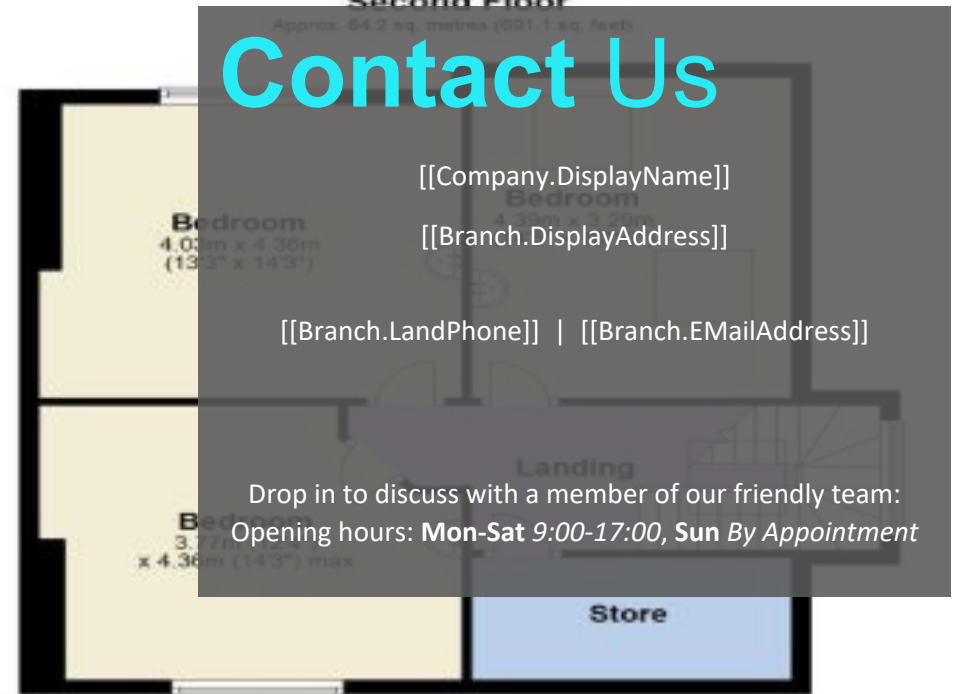 Second Floor
Approx. 64.2 sq. metres (691.1 sq. feet)
Contact Us
[[Company.DisplayName]]
Bedroom
4.39m x 3.29m
Bedroom
4.03m x 4.36m
(13'3" x 14'3")
[[Branch.DisplayAddress]]
[[Branch.LandPhone]] | [[Branch.EMailAddress]]
Landing
Drop in to discuss with a member of our friendly team:
Opening hours: Mon-Sat 9:00-17:00, Sun By Appointment
Bedroom
3.77m
x 4.36m (14'3") max
Store